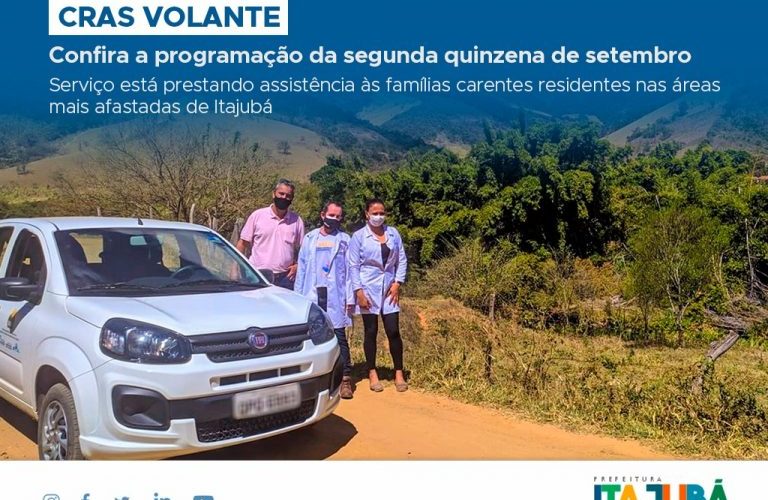 CRAS VOLANTE
Confira a programação da segunda quinzena de setembro
Serviço está prestando assistência às famílias carentes residentes nas áreas
mais afastadas de Itajubá
PREFEITURA
ITAJUBÁ